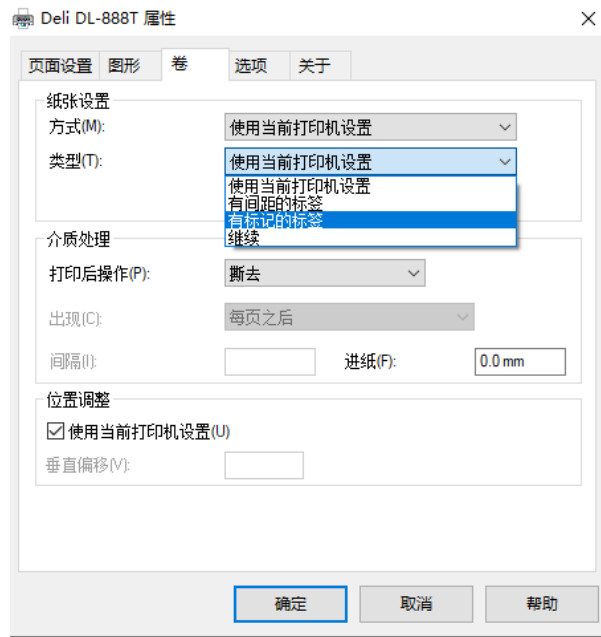 Deli DL-888T 属性
页面设置 图形 卷 选项 关于
纸张设置
方式(M): 使用当前打印机设置
类型(T): 使用当前打印机设置
使用当前打印机设置
有间距的标签
有标记的标签
继续
介质处理
打印后操作(P): 撕去
出现(C): 每页之后
间隔(I): 进纸(F): 0.0 mm
位置调整
使用当前打印机设置(U)
垂直偏移(V):
确定 取消 帮助